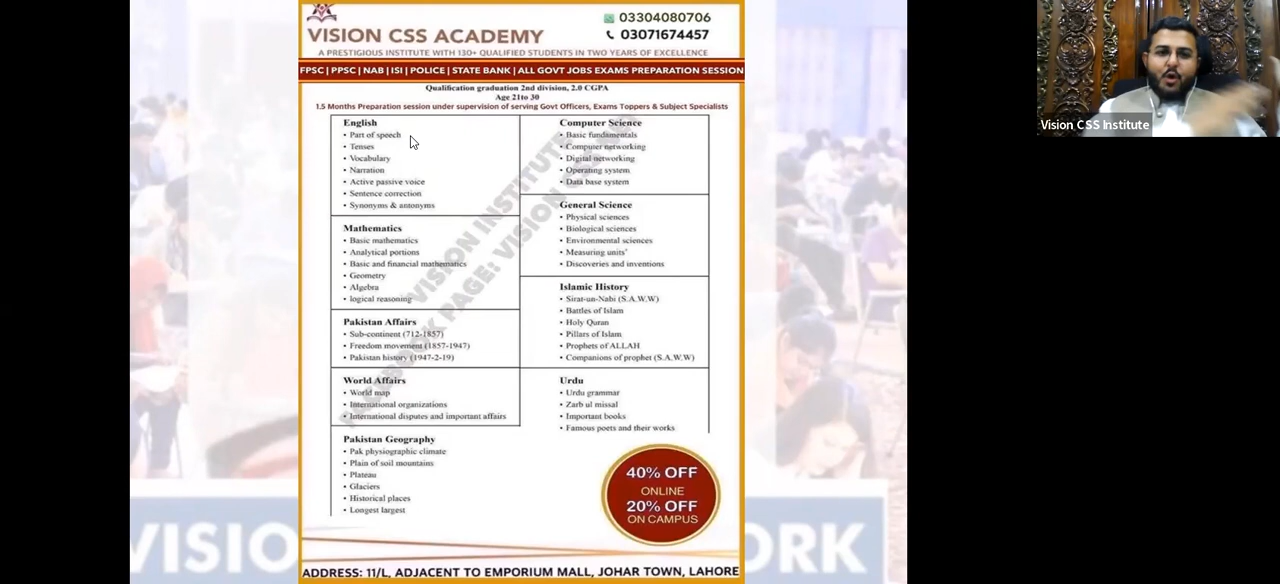 VISION CSS ACADEMY
03304080706
03071674457
A PRESTIGIOUS INSTITUTE WITH 130+ QUALIFIED STUDENTS IN TWO YEARS OF EXCELLENCE
FPSC | PPSC | NAB | ISI | POLICE | STATE BANK | ALL GOVT JOBS EXAMS PREPARATION SESSION
Qualification graduation 2nd division, 2.0 CGPA
Age 21to 30
1.5 Months Preparation session under supervision of serving Govt Officers, Exams Toppers & Subject Specialists
English
• Part of speech
• Tenses
• Vocabulary
• Narration
• Active passive voice
• Sentence correction
• Synonyms & antonyms
Mathematics
• Basic mathematics
• Analytical portions
• Basic and financial mathematics
• Geometry
• Algebra
• logical reasoning
Pakistan Affairs
• Sub-continent (712-1857)
• Freedom movement (1857-1947)
• Pakistan history (1947-2-19)
World Affairs
• World map
• International organizations
• International disputes and important affairs
Pakistan Geography
• Pak physiographic climate
• Plain of soil mountains
• Plateau
• Glaciers
• Historical places
• Longest largest
Computer Science
• Basic fundamentals
• Computer networking
• Digital networking
• Operating system
• Data base system
General Science
• Physical sciences
• Biological sciences
• Environmental sciences
• Measuring units'
• Discoveries and inventions
Islamic History
• Sirat-un-Nabi (S.A.W.W)
• Battles of Islam
• Holy Quran
• Pillars of Islam
• Prophets of ALLAH
• Companions of prophet (S.A.W.W)
Urdu
• Urdu grammar
• Zarb ul missal
• Important books
• Famous poets and their works
VISION INSTITUTE
FACEBOOK PAGE: VISION CSS
40% OFF
ONLINE
20% OFF
ON CAMPUS
ADDRESS: 11/L, ADJACENT TO EMPORIUM MALL, JOHAR TOWN, LAHORE
VISIO
ORK
Vision CSS Institute